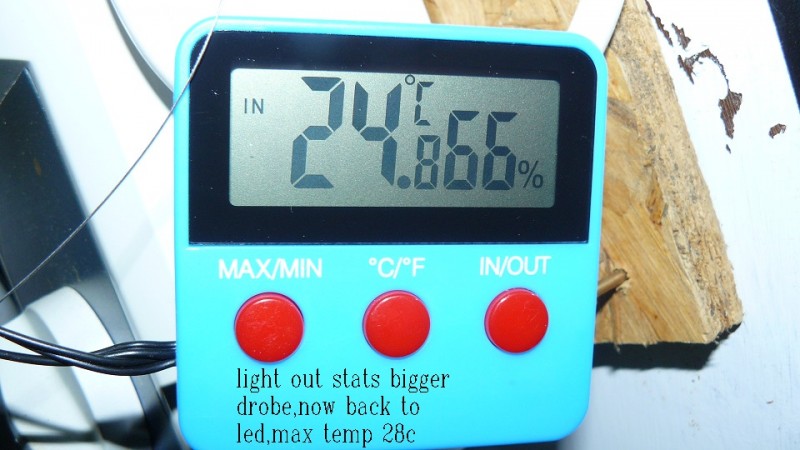 IN 24.8°C 66%
MAX/MIN °C/°F IN/OUT
light out stats bigger
drobe,now back to
led,max temp 28c